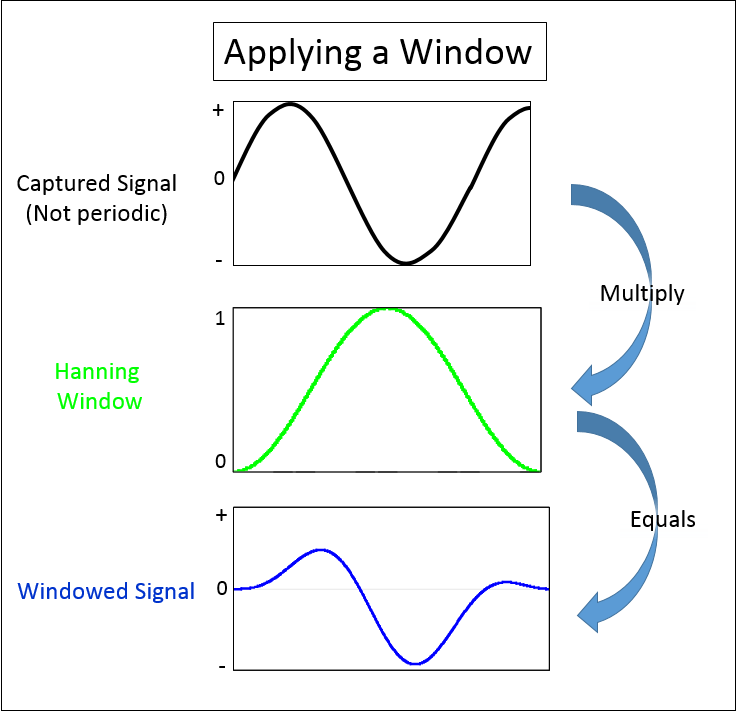 Applying a Window
+
Captured Signal
(Not periodic)
0
-
Multiply
1
Hanning
Window
0
+
Equals
Windowed Signal
0
-